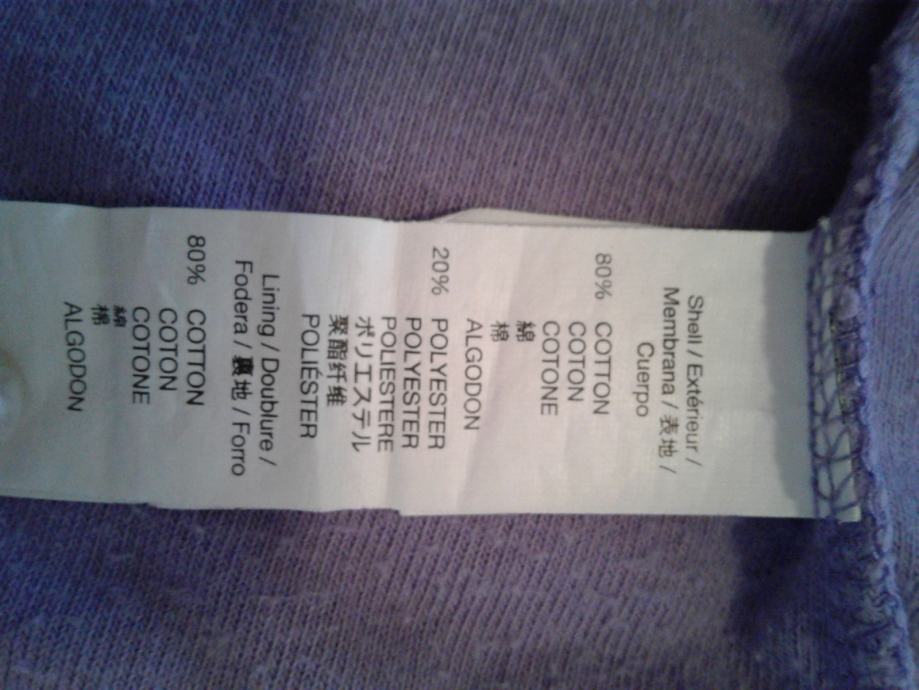 Shell / Extérieur /
Membrana / 表地 /
Cuerpo
80% COTTON
COTON
COTONE
綿
棉
ALGODON
20% POLYESTER
POLYESTER
POLIESTERE
ポリエステル
聚酯纤维
POLIÉSTER
Lining / Doublure /
Fodera / 裏地 / Forro
80% COTTON
COTON
COTONE
綿
棉
ALGODON